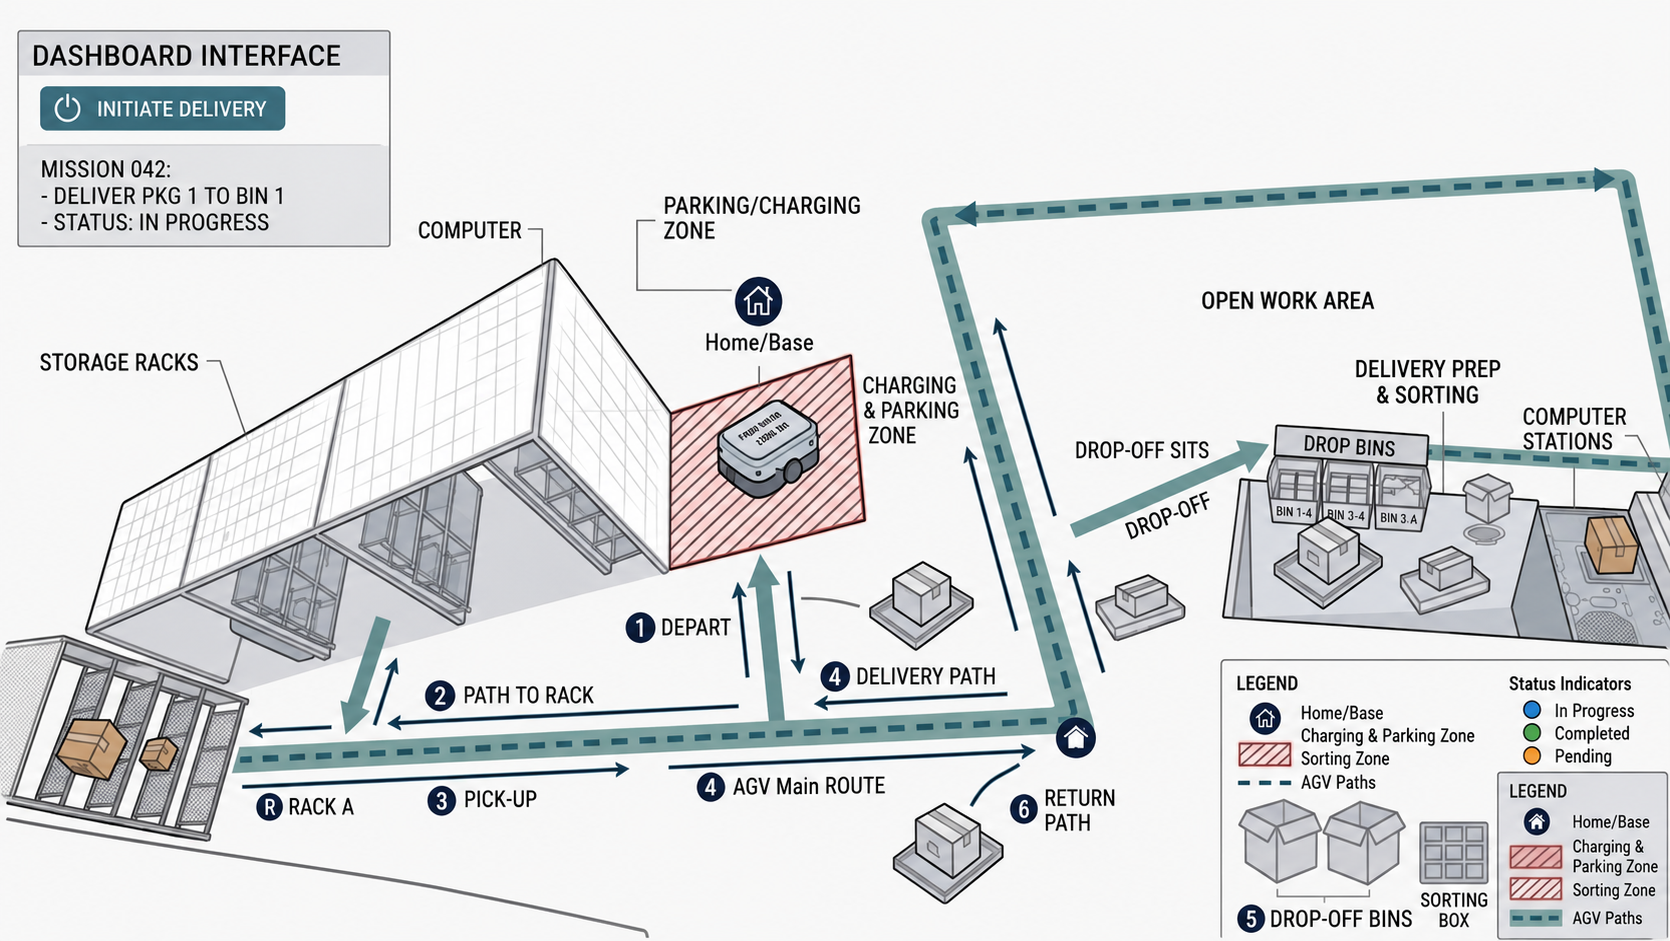 DASHBOARD INTERFACE
INITIATE DELIVERY
MISSION 042:
- DELIVER PKG 1 TO BIN 1
- STATUS: IN PROGRESS
COMPUTER
PARKING/CHARGING
ZONE
Home/Base
STORAGE RACKS
CHARGING
& PARKING
ZONE
OPEN WORK AREA
DELIVERY PREP
& SORTING
COMPUTER
STATIONS
DROP-OFF SITS
DROP-OFF
DROP BINS
BIN 1-4
BIN 3-4
BIN 3.A
1 DEPART
2 PATH TO RACK
4 DELIVERY PATH
R RACK A
3 PICK-UP
4 AGV Main ROUTE
6 RETURN
PATH
LEGEND
Home/Base
Charging & Parking Zone
Sorting Zone
AGV Paths
Status Indicators
In Progress
Completed
Pending
5 DROP-OFF BINS
SORTING
BOX
LEGEND
Home/Base
Charging &
Parking Zone
Sorting Zone
AGV Paths